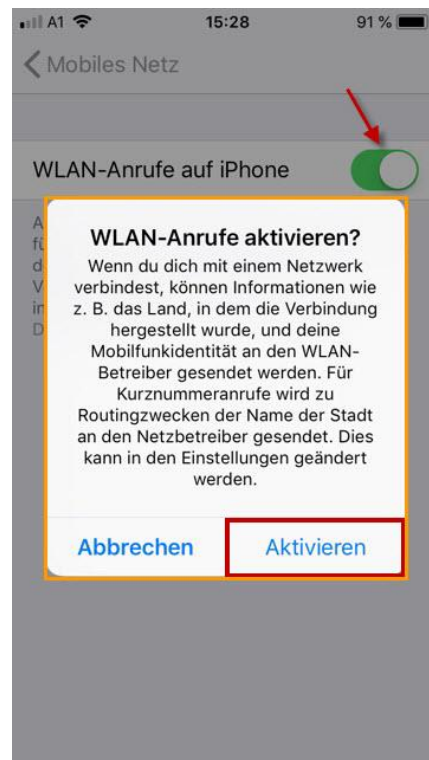 A1 15:28 91 %
Mobiles Netz
WLAN-Anrufe auf iPhone
WLAN-Anrufe aktivieren?
Wenn du dich mit einem Netzwerk
verbindest, können Informationen wie
z. B. das Land, in dem die Verbindung
hergestellt wurde, und deine
Mobilfunkidentität an den WLAN-
Betreiber gesendet werden. Für
Kurznummeranrufe wird zu
Routingzwecken der Name der Stadt
an den Netzbetreiber gesendet. Dies
kann in den Einstellungen geändert
werden.
Abbrechen Aktivieren